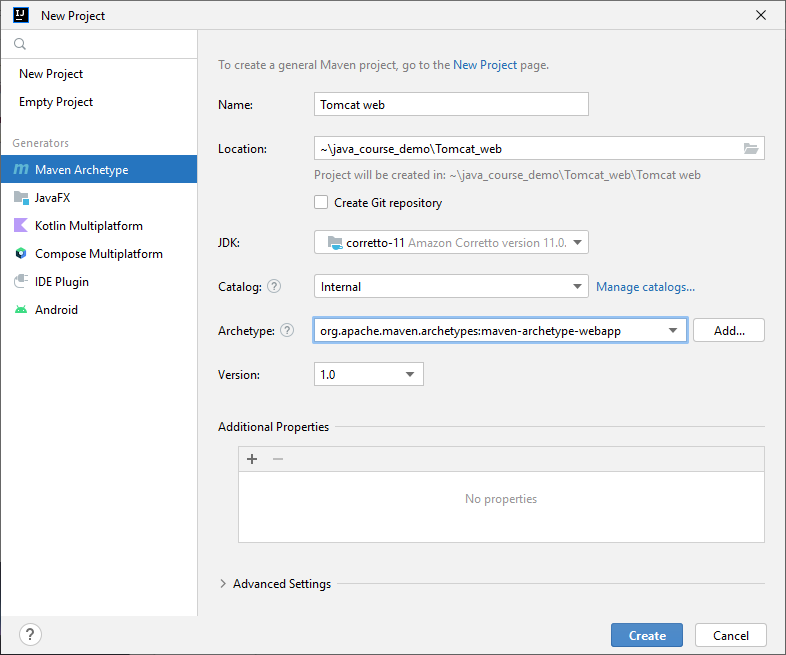 New Project
New Project
Empty Project
Generators
Maven Archetype
JavaFX
Kotlin Multiplatform
Compose Multiplatform
IDE Plugin
Android
To create a general Maven project, go to the New Project page.
Name: Tomcat web
Location: ~\java_course_demo\Tomcat_web
Project will be created in: ~\java_course_demo\Tomcat_web\Tomcat web
Create Git repository
JDK: corretto-11 Amazon Corretto version 11.0.
Catalog: ? Internal Manage catalogs...
Archetype: ? org.apache.maven.archetypes:maven-archetype-webapp Add...
Version: 1.0
Additional Properties
No properties
Advanced Settings
? Create Cancel